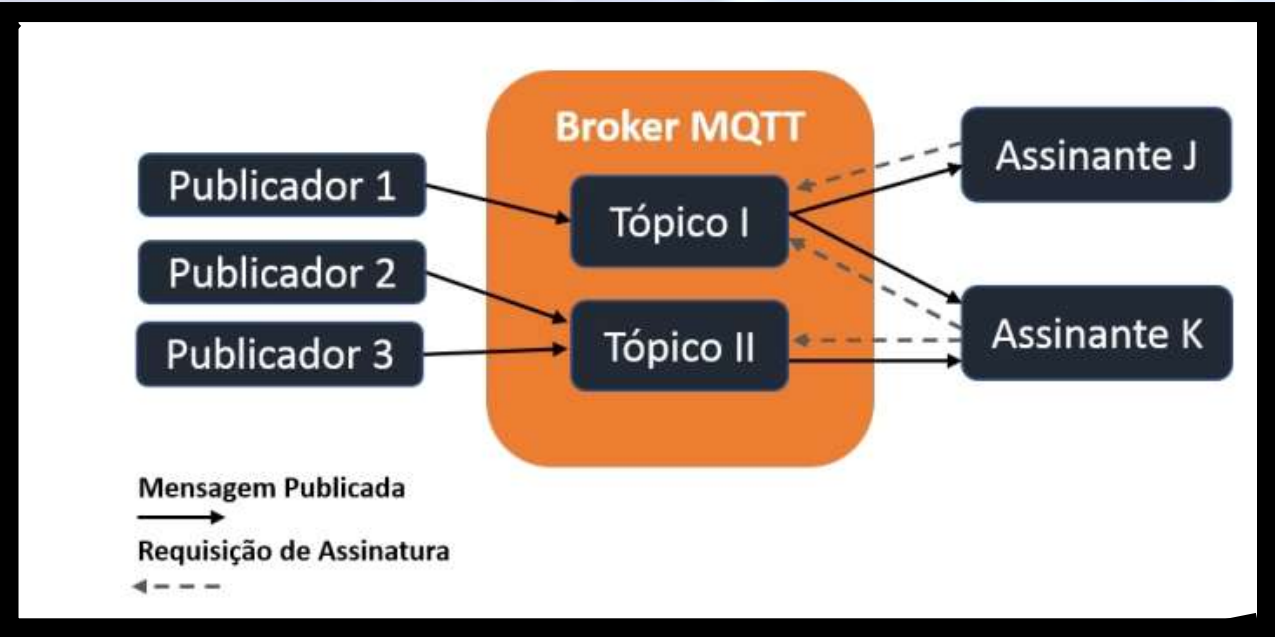 Broker MQTT
Publicador 1
Publicador 2
Publicador 3
Tópico I
Tópico II
Assinante J
Assinante K
Mensagem Publicada
Requisição de Assinatura